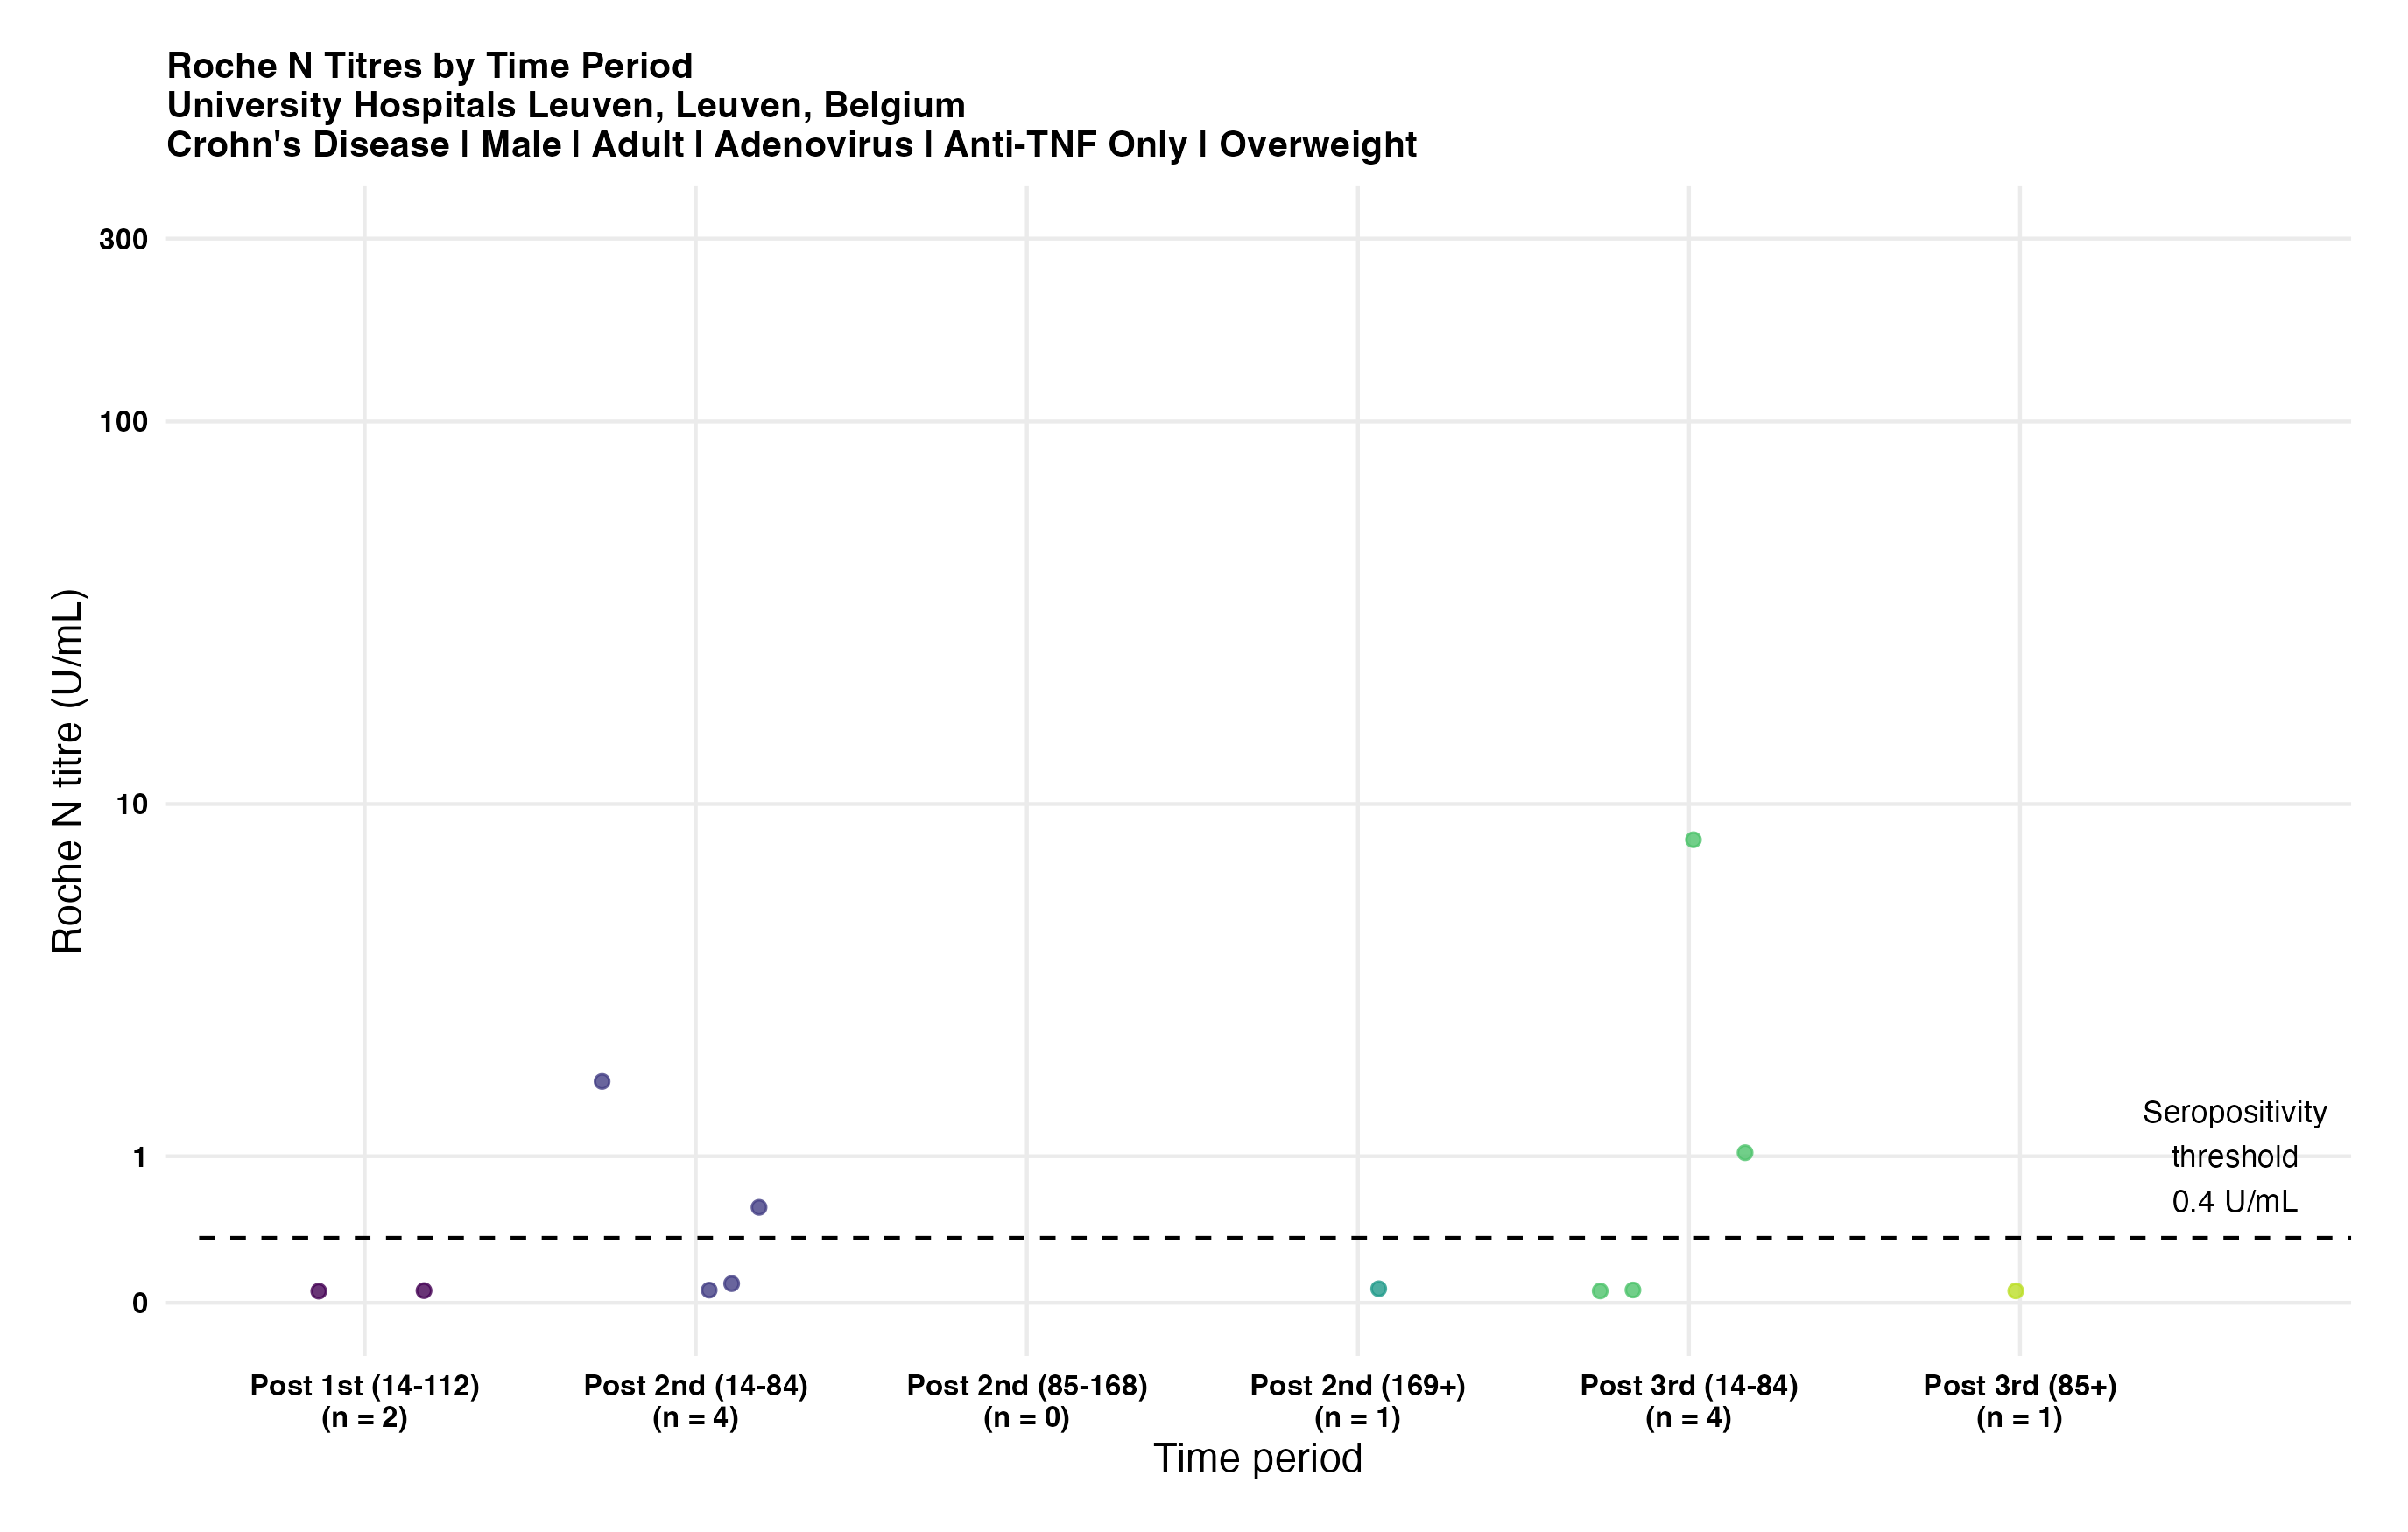 Roche N Titres by Time Period
University Hospitals Leuven, Leuven, Belgium
Crohn's Disease | Male | Adult | Adenovirus | Anti-TNF Only | Overweight
Roche N titre (U/mL)
300
100
10
1
0
Seropositivity
threshold
0.4 U/mL
Post 1st (14-112)
(n = 2)
Post 2nd (14-84)
(n = 4)
Post 2nd (85-168)
(n = 0)
Post 2nd (169+)
(n = 1)
Post 3rd (14-84)
(n = 4)
Post 3rd (85+)
(n = 1)
Time period